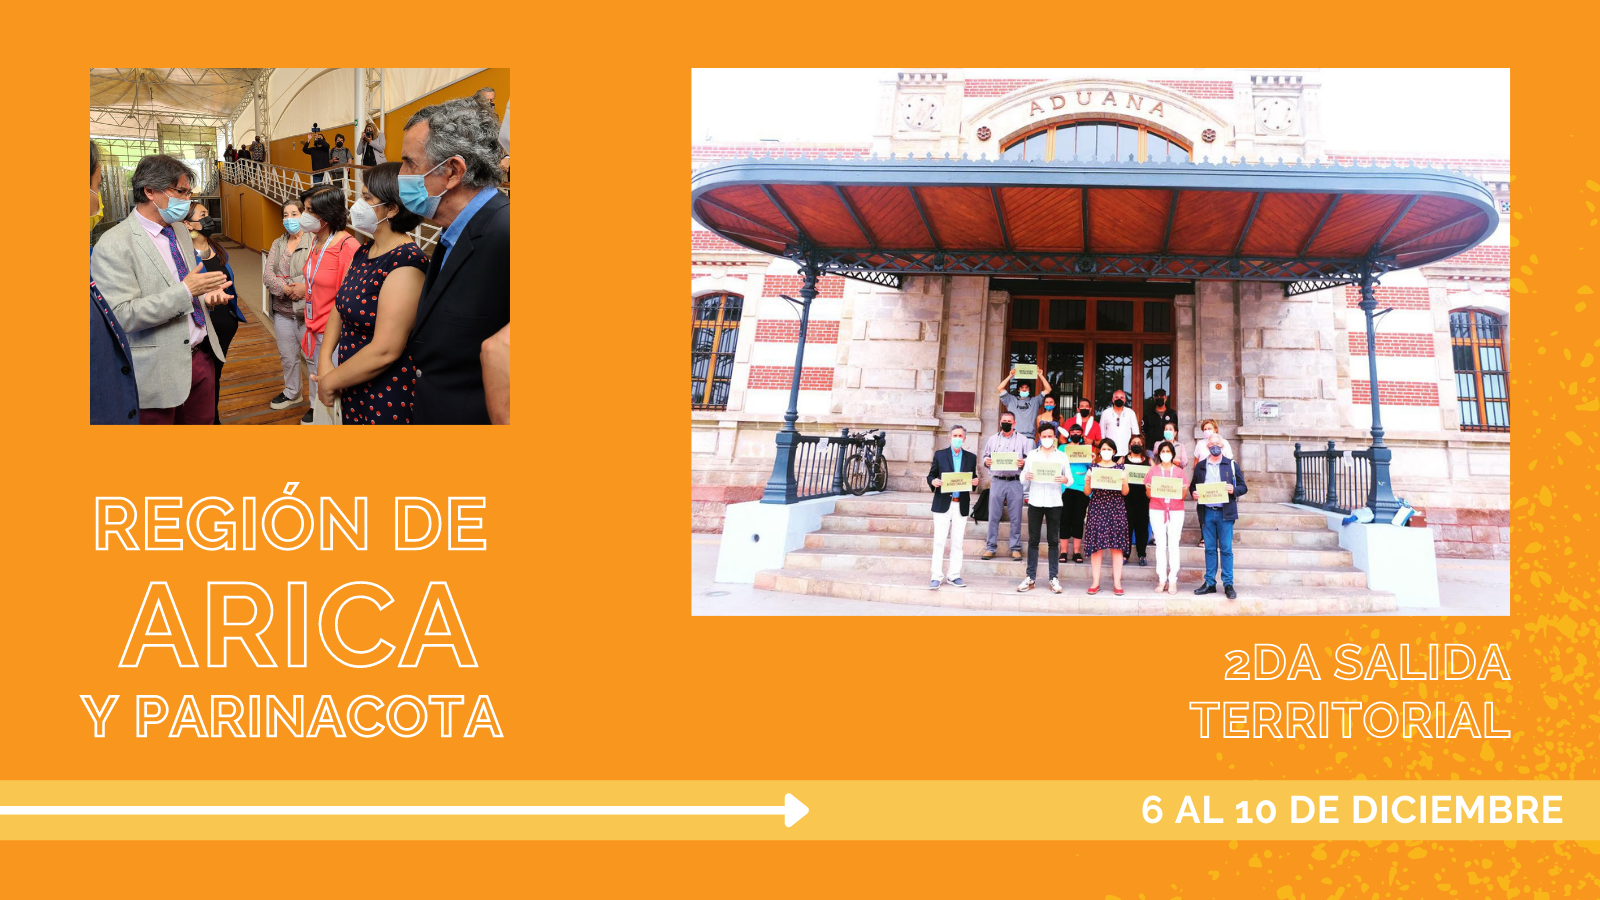 ADUANA
REGIÓN DE
ARICA
Y PARINACOTA
2DA SALIDA
TERRITORIAL
6 AL 10 DE DICIEMBRE